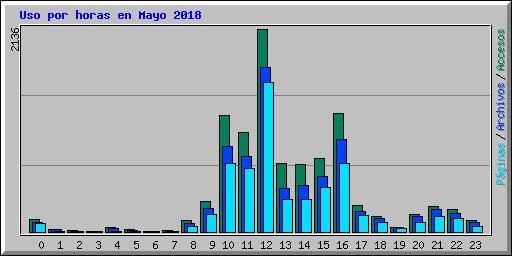 Uso por horas en Mayo 2018
2136
Páginas / Archivos / Accesos
0 1 2 3 4 5 6 7 8 9 10 11 12 13 14 15 16 17 18 19 20 21 22 23